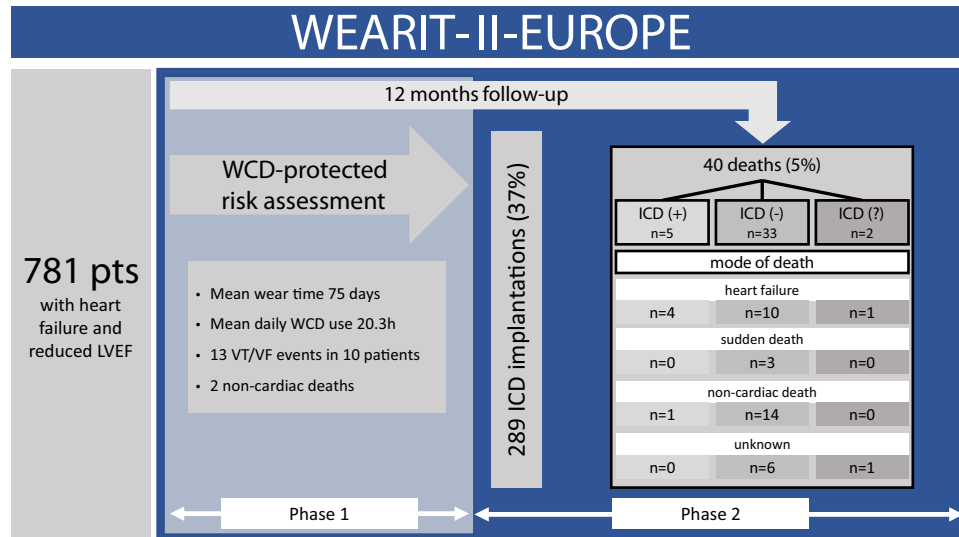 WEARIT-II-EUROPE
781 pts
with heart
failure and
reduced LVEF
12 months follow-up
WCD-protected
risk assessment
• Mean wear time 75 days
• Mean daily WCD use 20.3h
• 13 VT/VF events in 10 patients
• 2 non-cardiac deaths
289 ICD implantations (37%)
40 deaths (5%)
ICD (+) ICD (-) ICD (?)
n=5 n=33 n=2
mode of death
heart failure
n=4 n=10 n=1
sudden death
n=0 n=3 n=0
non-cardiac death
n=1 n=14 n=0
unknown
n=0 n=6 n=1
Phase 1 Phase 2